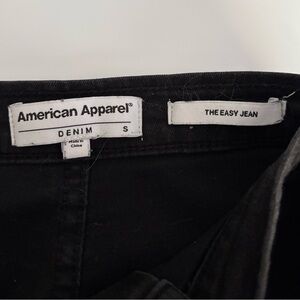 American Apparel®
DENIM S
Made in
China
THE EASY JEAN